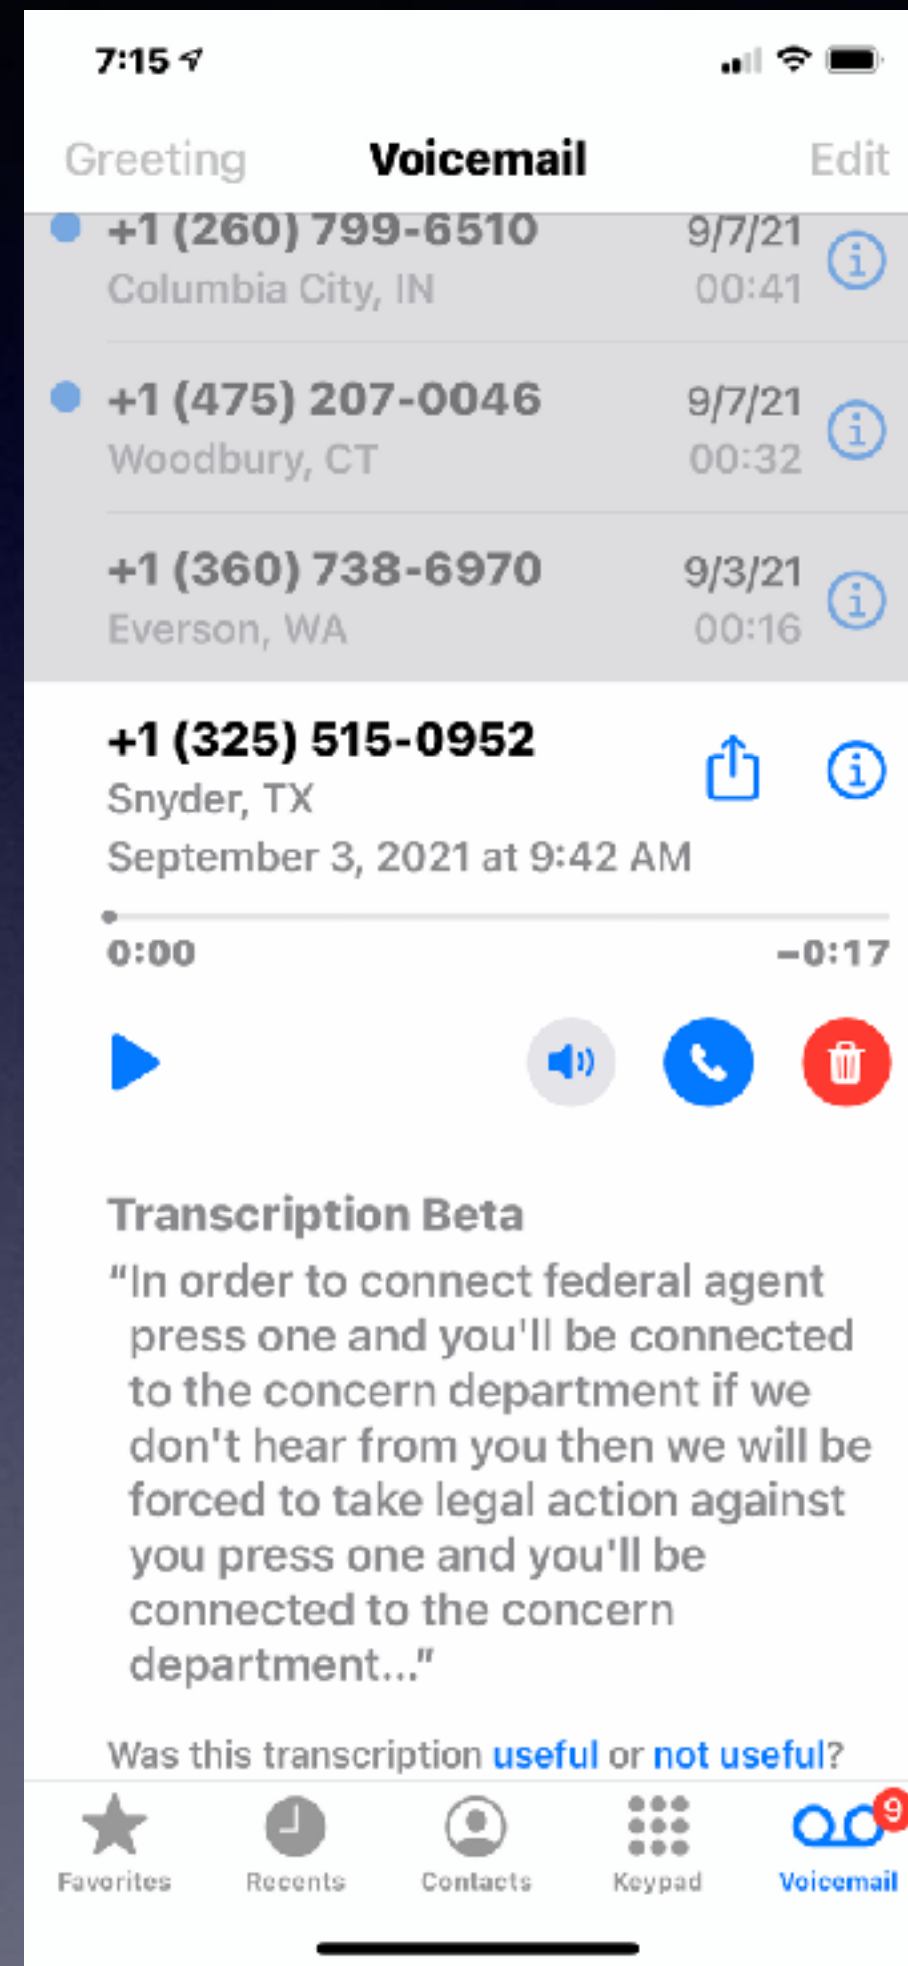 7:15
Greeting
Voicemail
Edit
+1 (260) 799-6510
9/7/21
Columbia City, IN
00:41
+1 (475) 207-0046
9/7/21
Woodbury, CT
00:32
+1 (360) 738-6970
9/3/21
Everson, WA
00:16
+1 (325) 515-0952
Snyder, TX
September 3, 2021 at 9:42 AM
0:00
−0:17
Transcription Beta
“In order to connect federal agent
press one and you'll be connected
to the concern department if we
don't hear from you then we will be
forced to take legal action against
you press one and you'll be
connected to the concern
department...”
Was this transcription useful or not useful?
9
Favorites
Recents
Contacts
Keypad
Voicemail